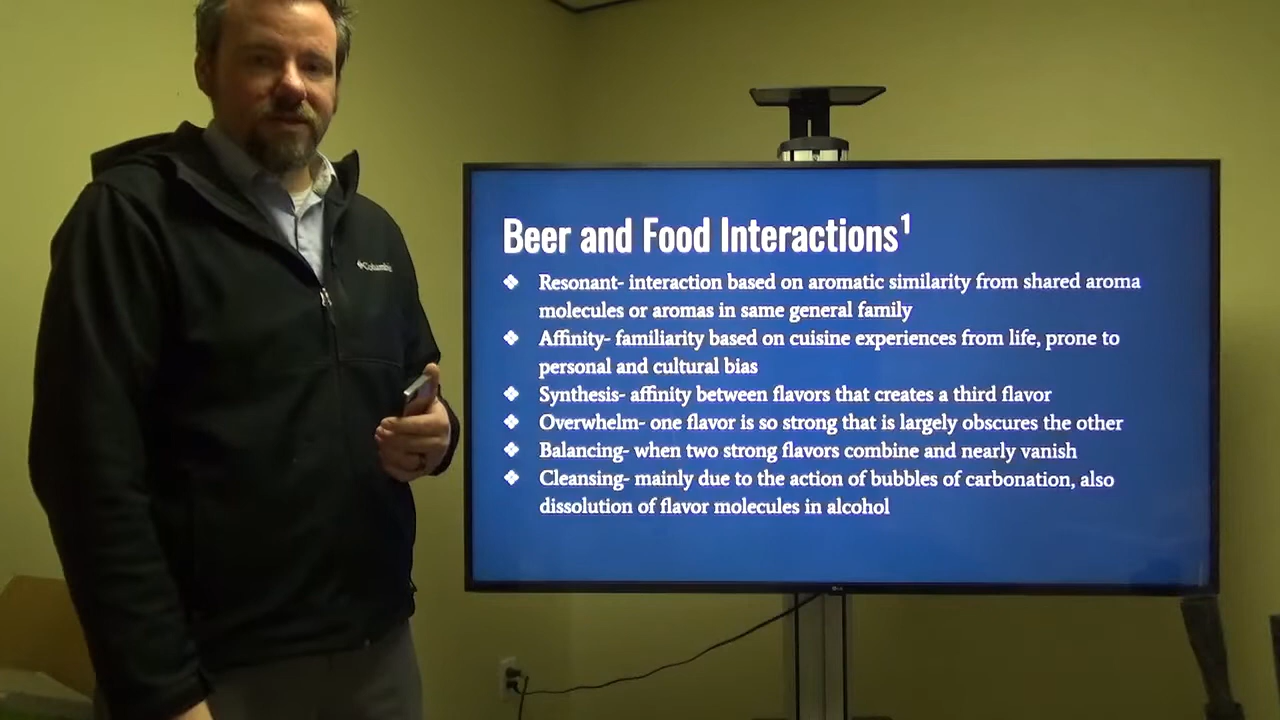 Beer and Food Interactions¹
❖ Resonant- interaction based on aromatic similarity from shared aroma
molecules or aromas in same general family
❖ Affinity- familiarity based on cuisine experiences from life, prone to
personal and cultural bias
❖ Synthesis- affinity between flavors that creates a third flavor
❖ Overwhelm- one flavor is so strong that is largely obscures the other
❖ Balancing- when two strong flavors combine and nearly vanish
❖ Cleansing- mainly due to the action of bubbles of carbonation, also
dissolution of flavor molecules in alcohol
Columbia
LG